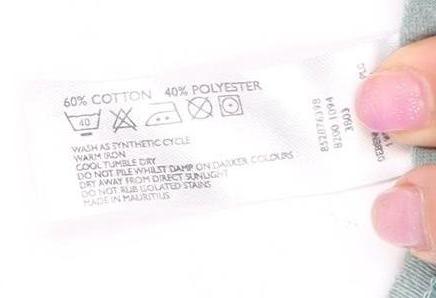 60% COTTON 40% POLYESTER
40
WASH AS SYNTHETIC CYCLE
WARM IRON
COOL TUMBLE DRY
DO NOT PILE WHILST DAMP ON DARKER COLOURS
DRY AWAY FROM DIRECT SUNLIGHT
DO NOT RUB ISOLATED STAINS
MADE IN MAURITIUS